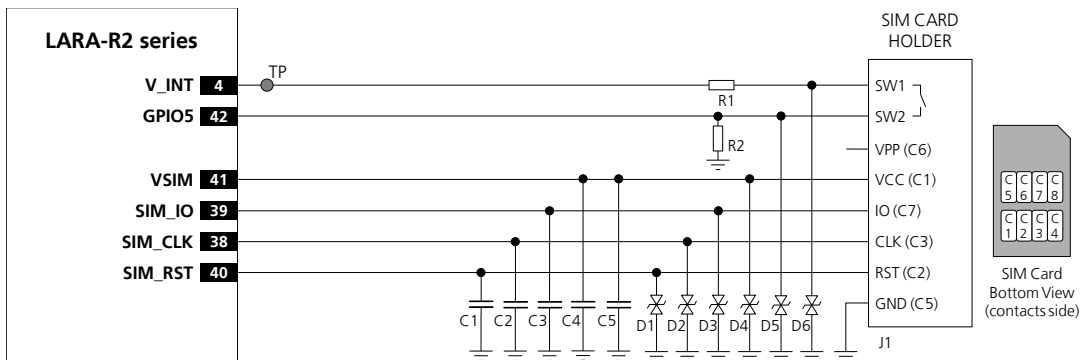 SIM CARD
HOLDER
LARA-R2 series
TP
V_INT 4
R1
SW1
GPIO5 42
SW2
R2
VPP (C6)
VSIM 41
VCC (C1)
SIM_IO 39
IO (C7)
SIM_CLK 38
CLK (C3)
SIM_RST 40
RST (C2)
GND (C5)
C1 C2 C3 C4 C5 D1 D2 D3 D4 D5 D6
J1
C C C C
5 6 7 8
C C C C
1 2 3 4
SIM Card
Bottom View
(contacts side)